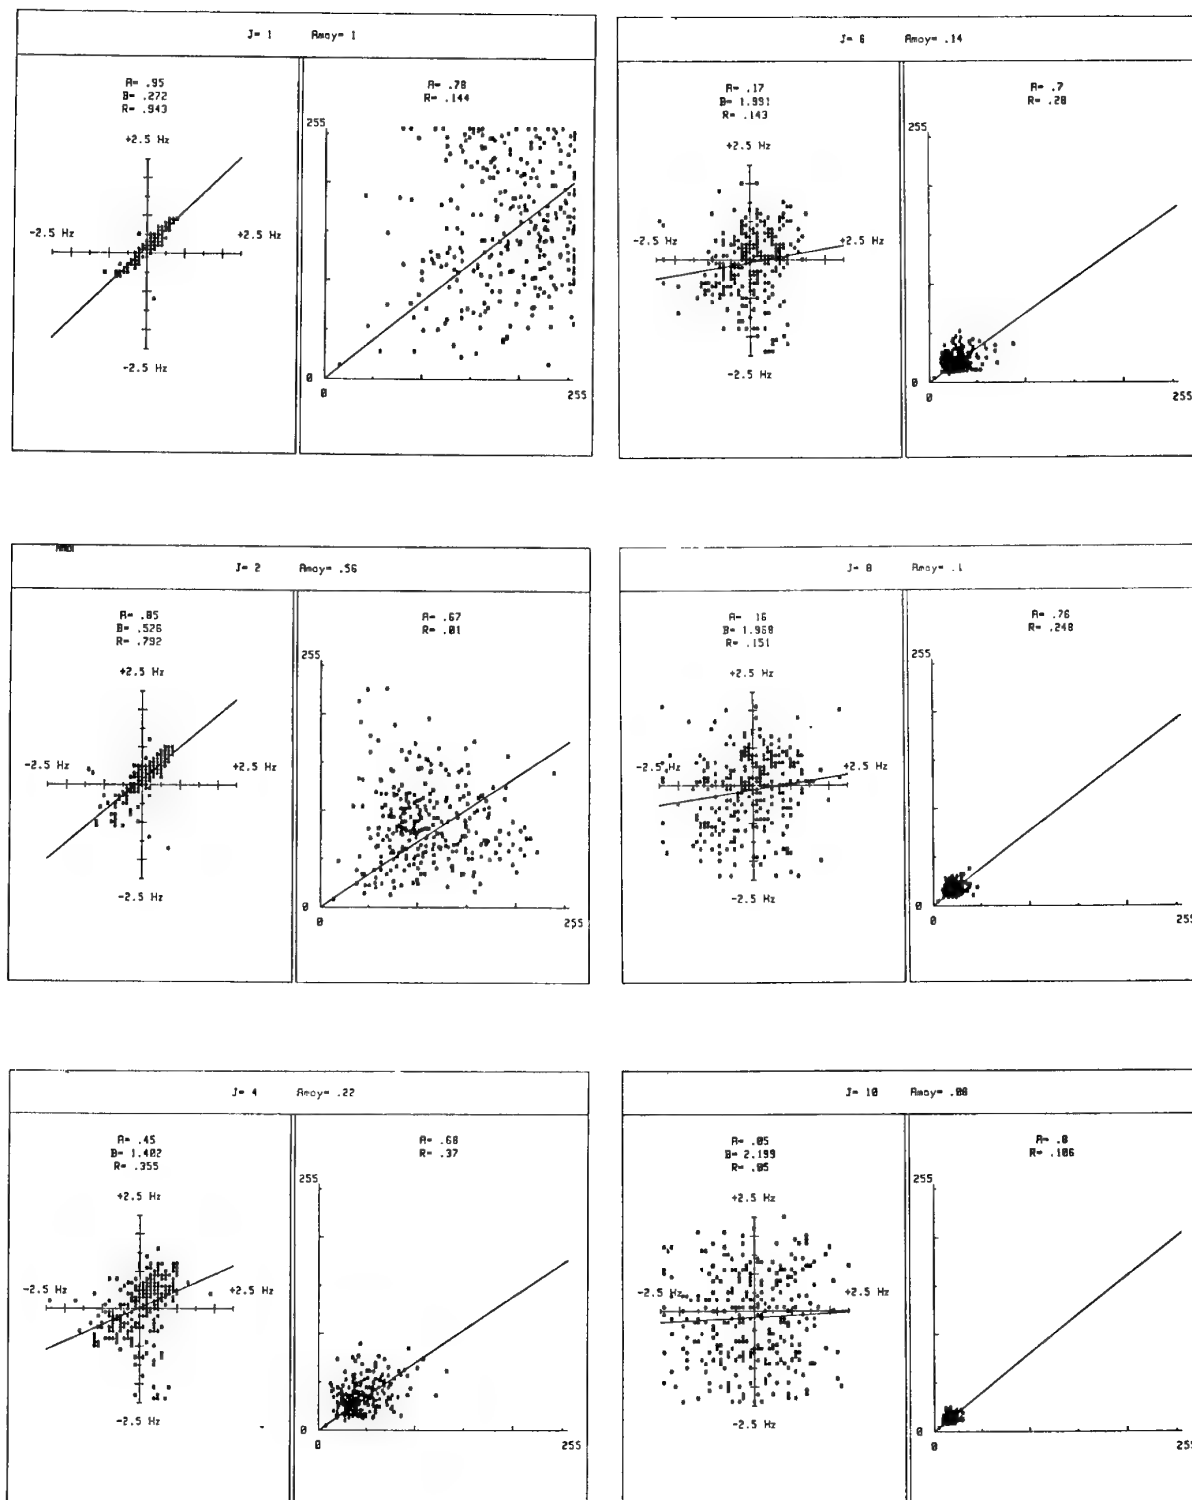 J= 1 Amoy= 1
A= .95
B= .272
R= .943
+2.5 Hz
-2.5 Hz
+2.5 Hz
-2.5 Hz
A= .78
R= .144
255
0
0
255
J= 6 Amoy= .14
A= .17
B= 1.991
R= .143
+2.5 Hz
-2.5 Hz
+2.5 Hz
-2.5 Hz
A= .7
R= .28
255
0
0
255
J= 2 Amoy= .56
A= .85
B= .526
R= .792
+2.5 Hz
-2.5 Hz
+2.5 Hz
-2.5 Hz
A= .67
R= .01
255
0
0
255
J= 8 Amoy= .1
A= 16
B= 1.968
R= .151
+2.5 Hz
-2.5 Hz
+2.5 Hz
-2.5 Hz
A= .76
R= .248
255
0
0
255
J= 4 Amoy= .22
A= .45
B= 1.402
R= .355
+2.5 Hz
-2.5 Hz
+2.5 Hz
-2.5 Hz
A= .68
R= .37
255
0
0
255
J= 10 Amoy= .08
A= .05
B= 2.199
R= .05
+2.5 Hz
-2.5 Hz
+2.5 Hz
-2.5 Hz
A= .8
R= .106
255
0
0
255